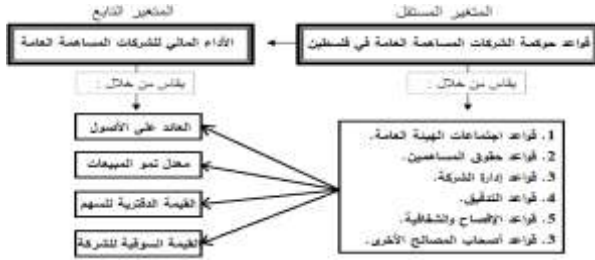 المتغير المستقل
المتغير التابع
قواعد حوكمة الشركات المساهمة العامة في فلسطين
الأداء المالي للشركات المساهمة العامة
يقاس من خلال :
يقاس من خلال :
1. قواعد اجتماعات الهيئة العامة.
2. قواعد حقوق المساهمين.
3. قواعد إدارة الشركة.
4. قواعد التدقيق.
5. قواعد الإفصاح والشفافية.
3. قواعد أصحاب المصالح الأخرى.
العائد على الأصول
معدل نمو المبيعات
القيمة الدفترية للسهم
القيمة السوقية للشركة